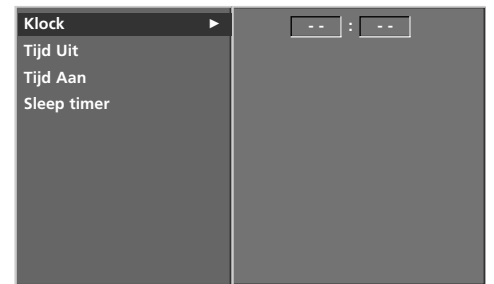 Klock ► - - : - -
Tijd Uit
Tijd Aan
Sleep timer